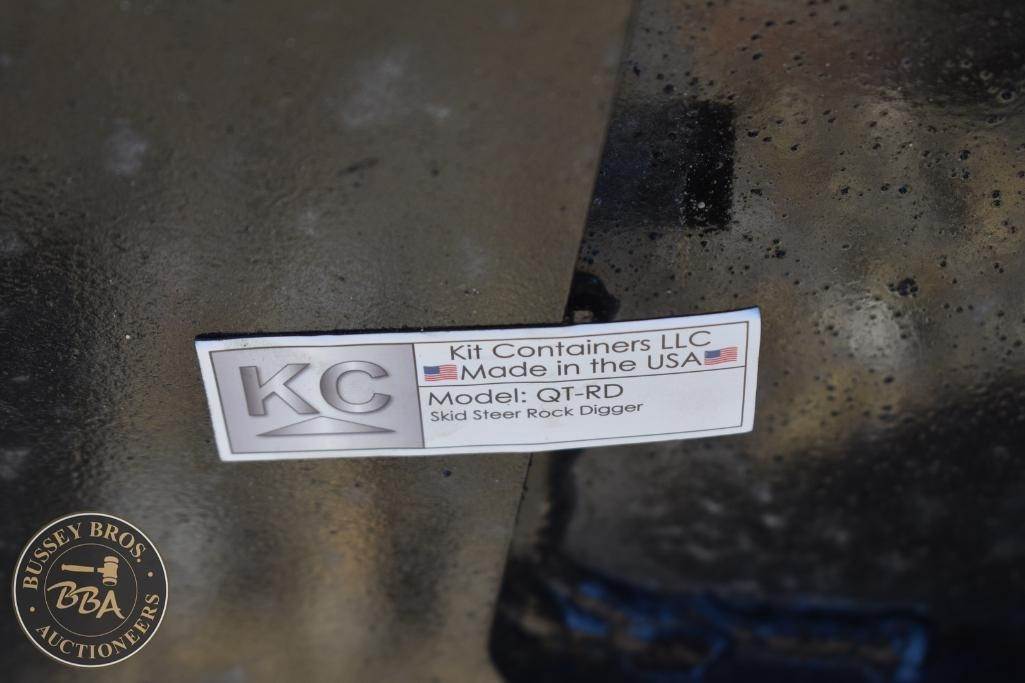 KC
Kit Containers LLC
Made in the USA
Model: QT-RD
Skid Steer Rock Digger
BUSSEY BROS.
BBA
AUCTIONEERS